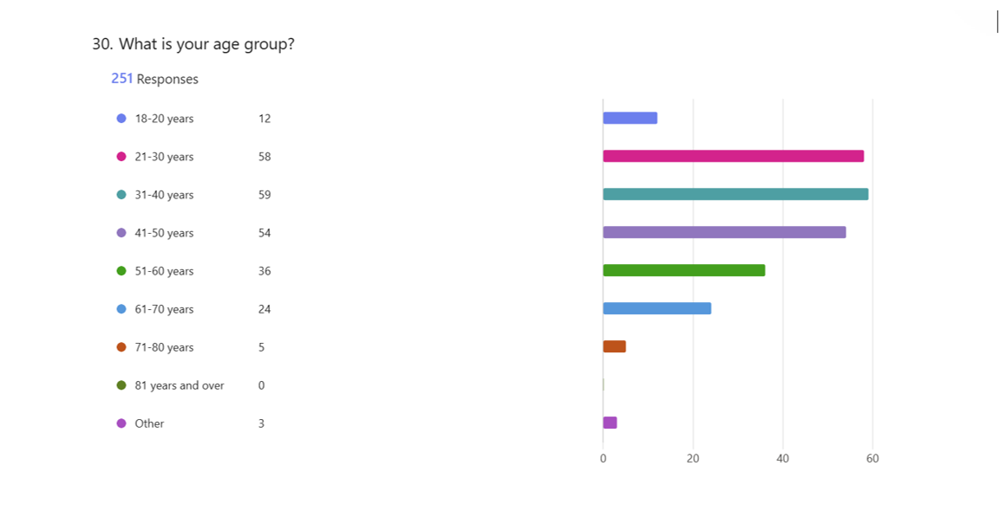 30. What is your age group?
251 Responses
18-20 years 12
21-30 years 58
31-40 years 59
41-50 years 54
51-60 years 36
61-70 years 24
71-80 years 5
81 years and over 0
Other 3
0 20 40 60